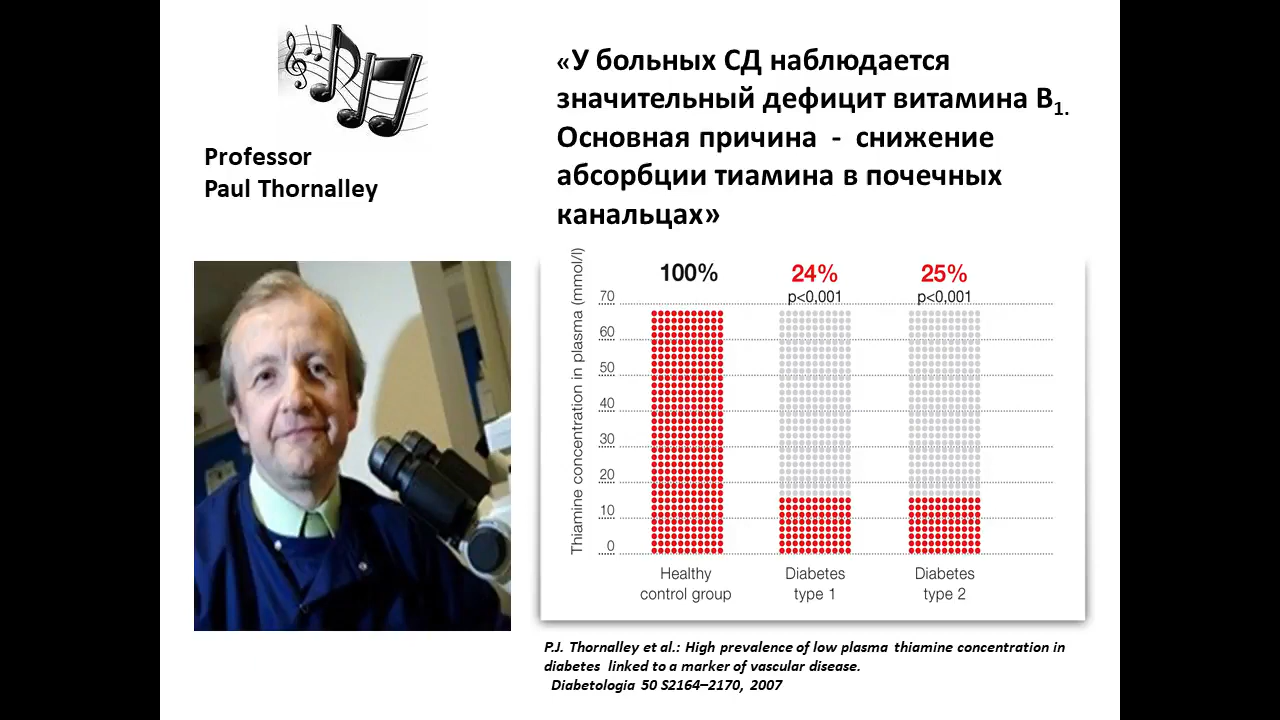 Professor
Paul Thornalley
«У больных СД наблюдается
значительный дефицит витамина В1.
Основная причина - снижение
абсорбции тиамина в почечных
канальцах»
Thiamine concentration in plasma (mmol/l)
100%
24%
25%
p<0,001
p<0,001
70
60
50
40
30
20
10
0
Healthy
control group
Diabetes
type 1
Diabetes
type 2
P.J. Thornalley et al.: High prevalence of low plasma thiamine concentration in
diabetes linked to a marker of vascular disease.
Diabetologia 50 S2164–2170, 2007